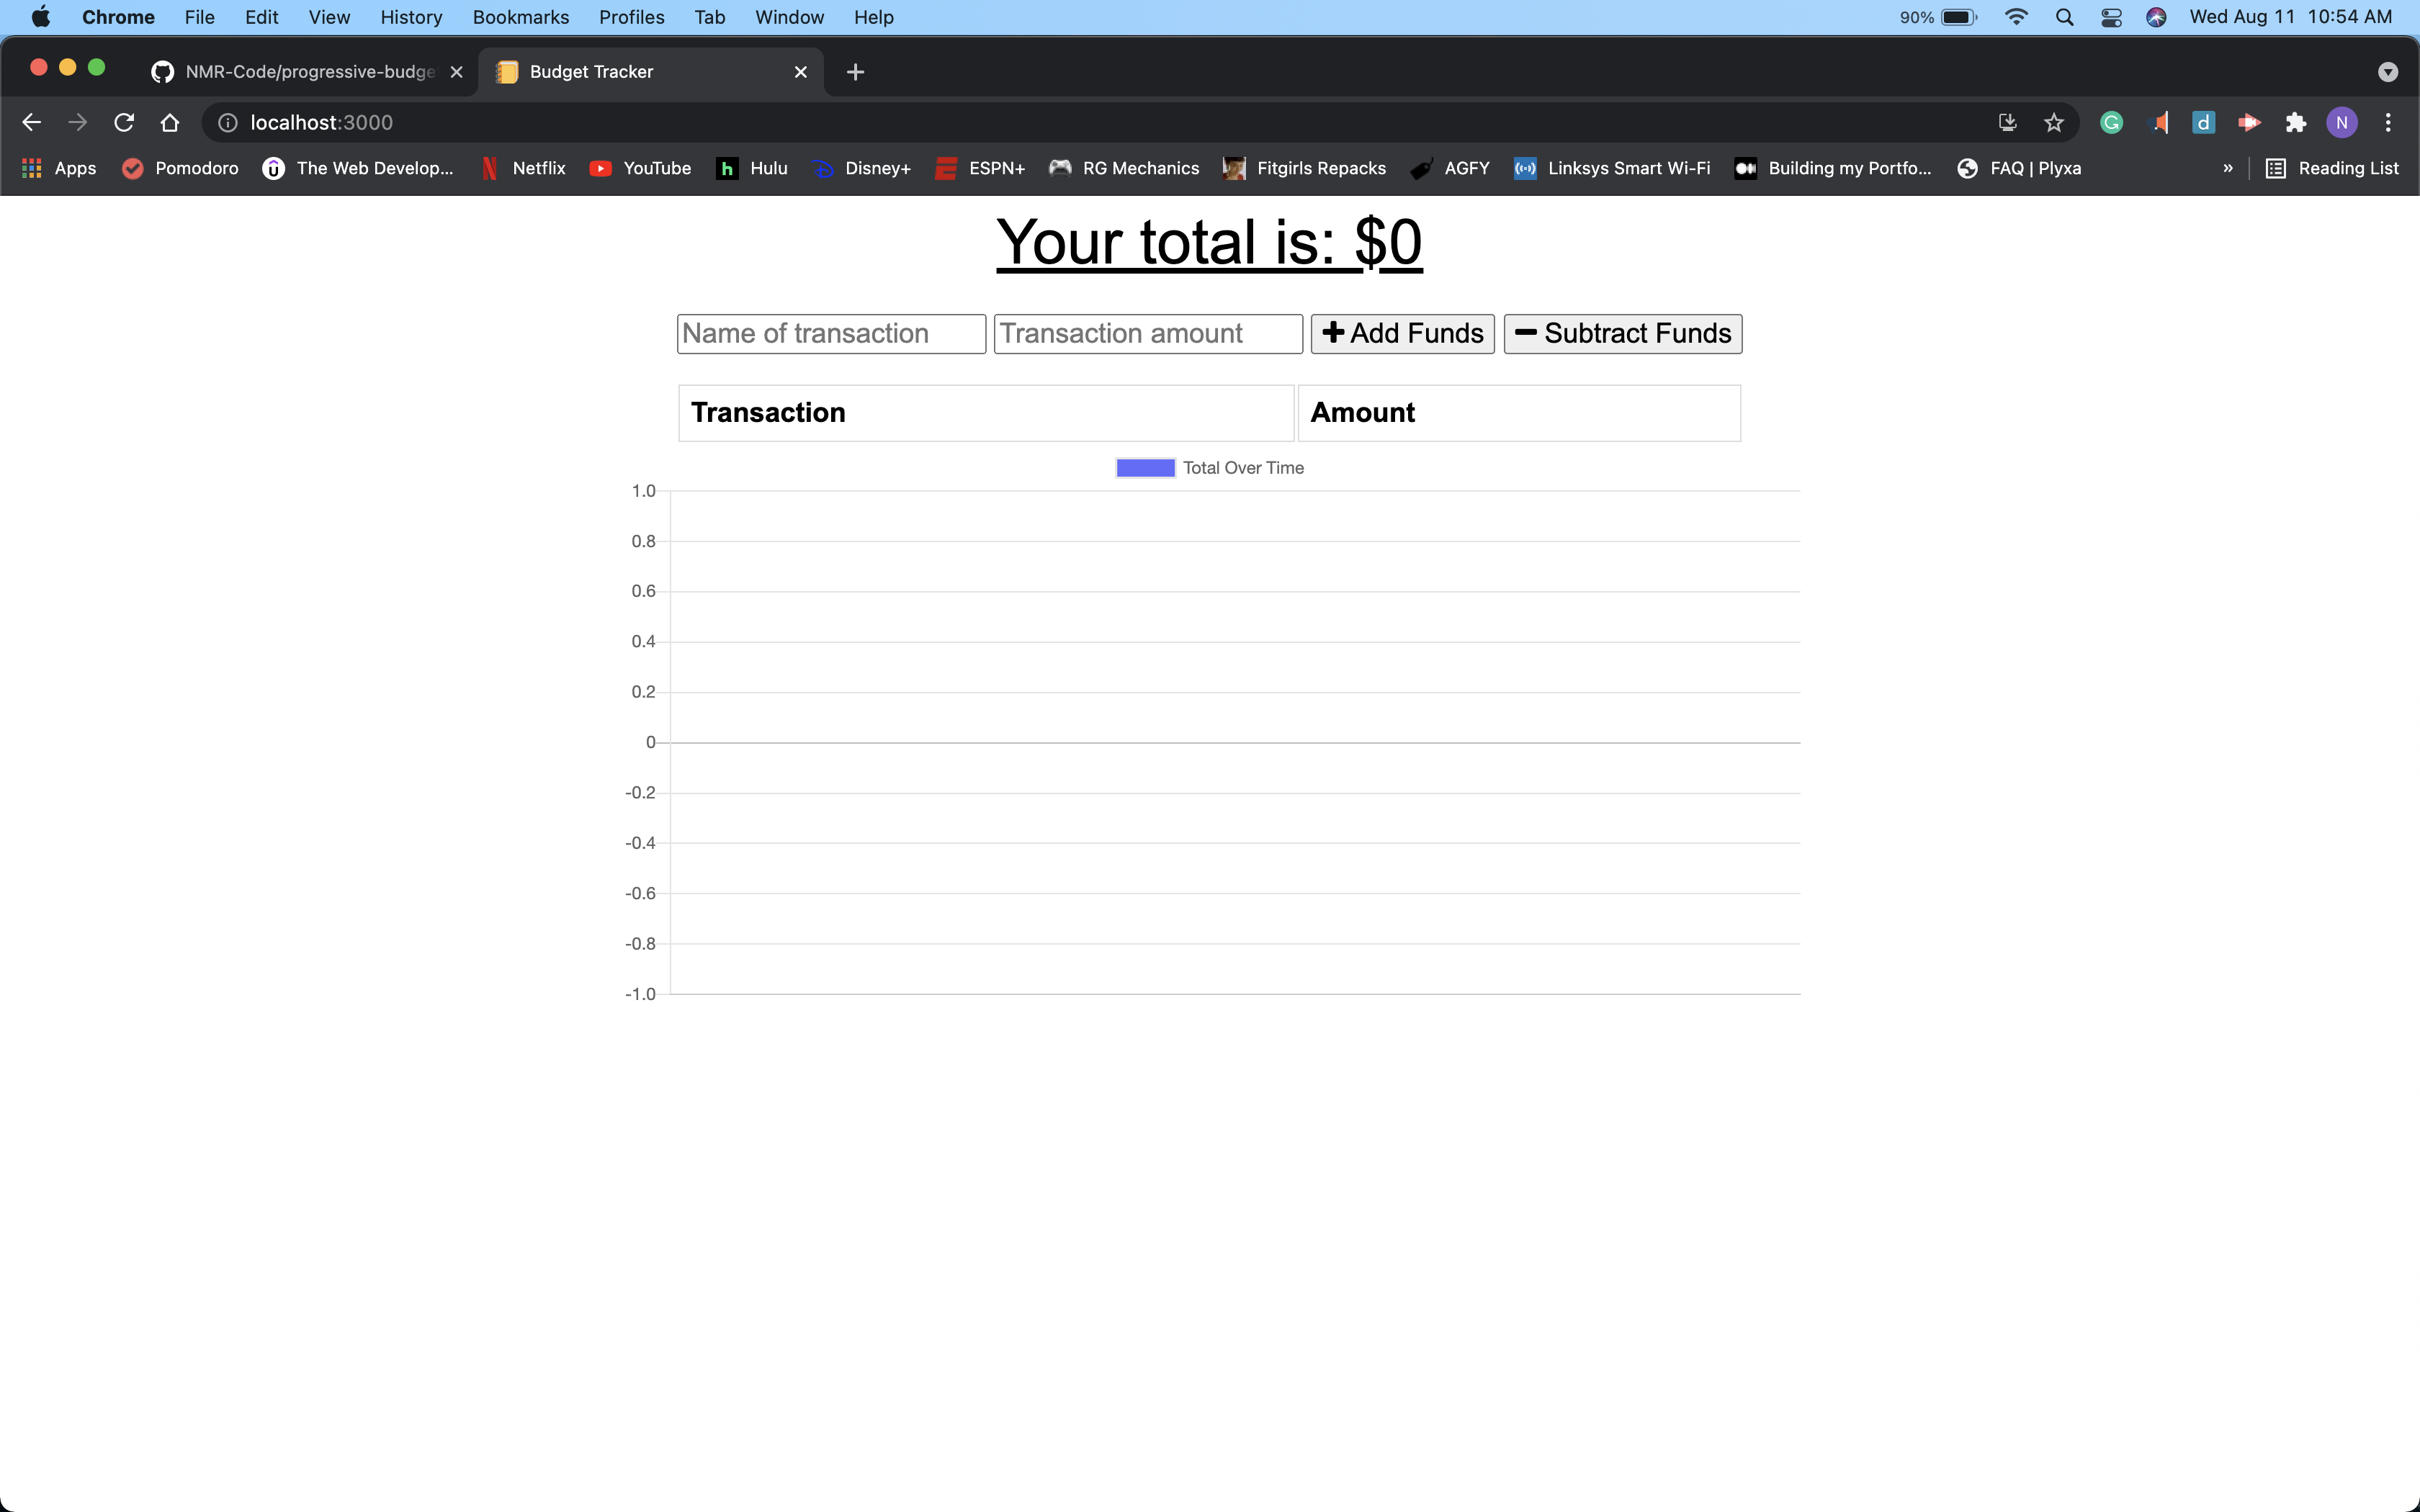 Chrome File Edit View History Bookmarks Profiles Tab Window Help 90% Wed Aug 11 10:54 AM
NMR-Code/progressive-budge Budget Tracker
localhost:3000 G d N
Apps Pomodoro The Web Develop... Netflix YouTube h Hulu Disney+ ESPN+ RG Mechanics Fitgirls Repacks AGFY Linksys Smart Wi-Fi Building my Portfo... FAQ | Plyxa » Reading List
Your total is: $0
Name of transaction Transaction amount Add Funds Subtract Funds
Transaction Amount
Total Over Time
1.0
0.8
0.6
0.4
0.2
0
-0.2
-0.4
-0.6
-0.8
-1.0